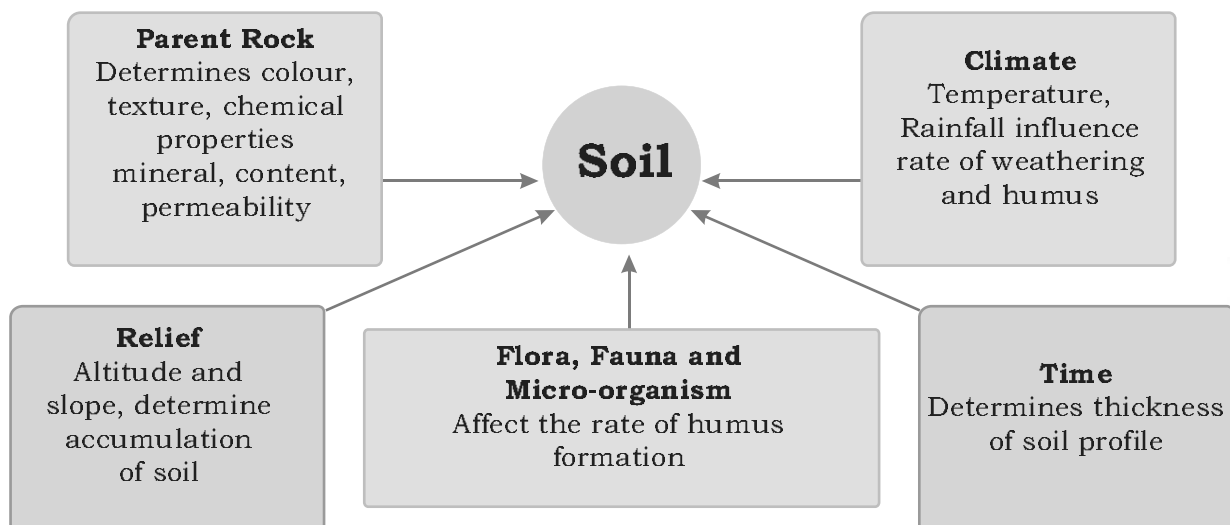 Parent Rock
Determines colour,
texture, chemical
properties
mineral, content,
permeability
Soil
Climate
Temperature,
Rainfall influence
rate of weathering
and humus
Relief
Altitude and
slope, determine
accumulation
of soil
Flora, Fauna and
Micro-organism
Affect the rate of humus
formation
Time
Determines thickness
of soil profile